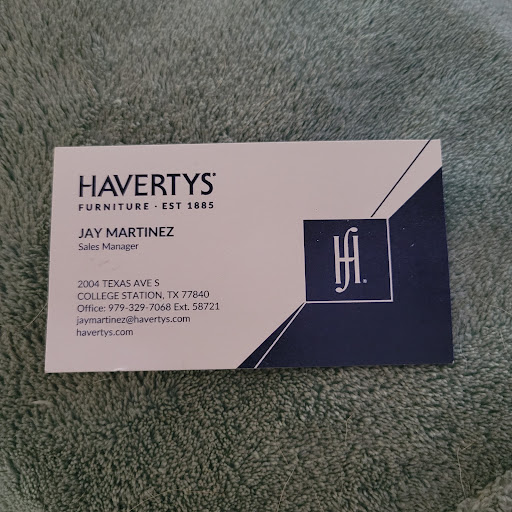 HAVERTYS®
FURNITURE · EST 1885
JAY MARTINEZ
Sales Manager
2004 TEXAS AVE S
COLLEGE STATION, TX 77840
Office: 979-329-7068 Ext. 58721
jaymartinez@havertys.com
havertys.com